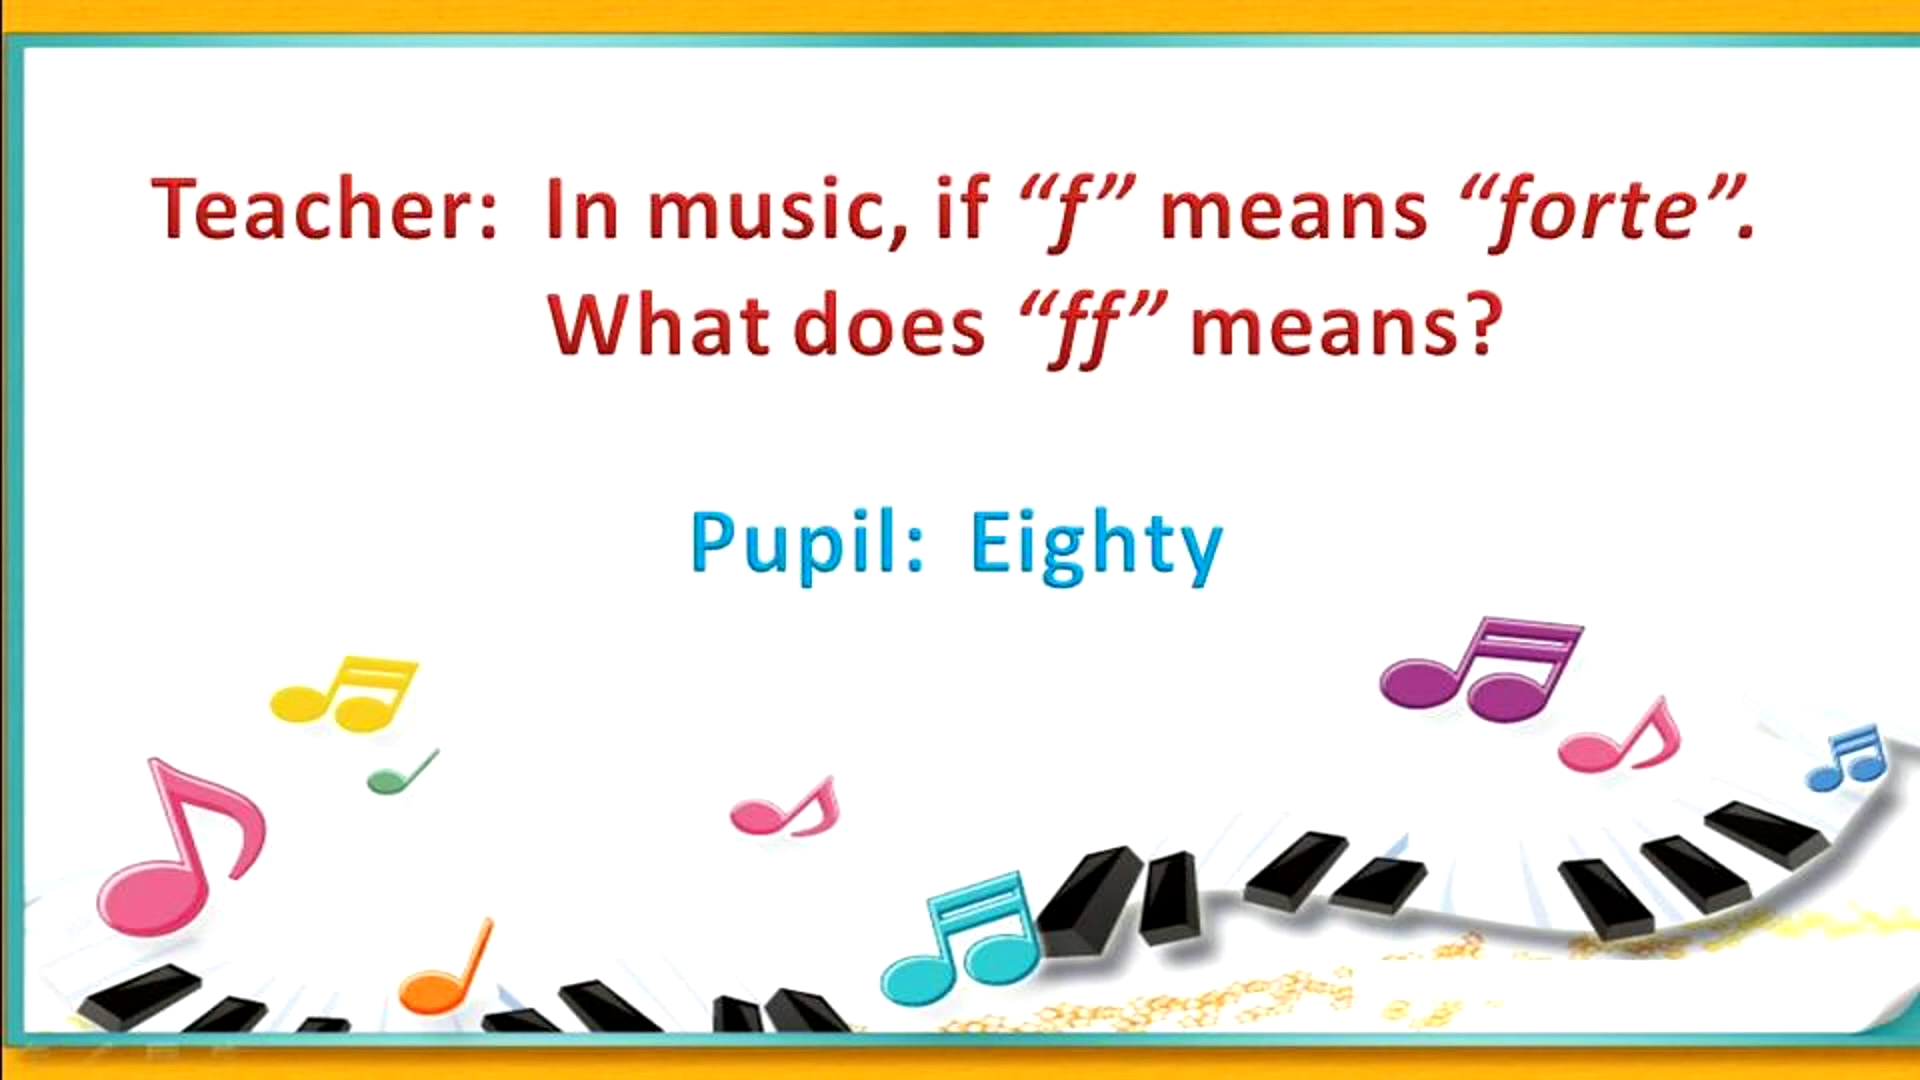 Teacher: In music, if “f” means “forte”.
What does “ff” means?
Pupil: Eighty